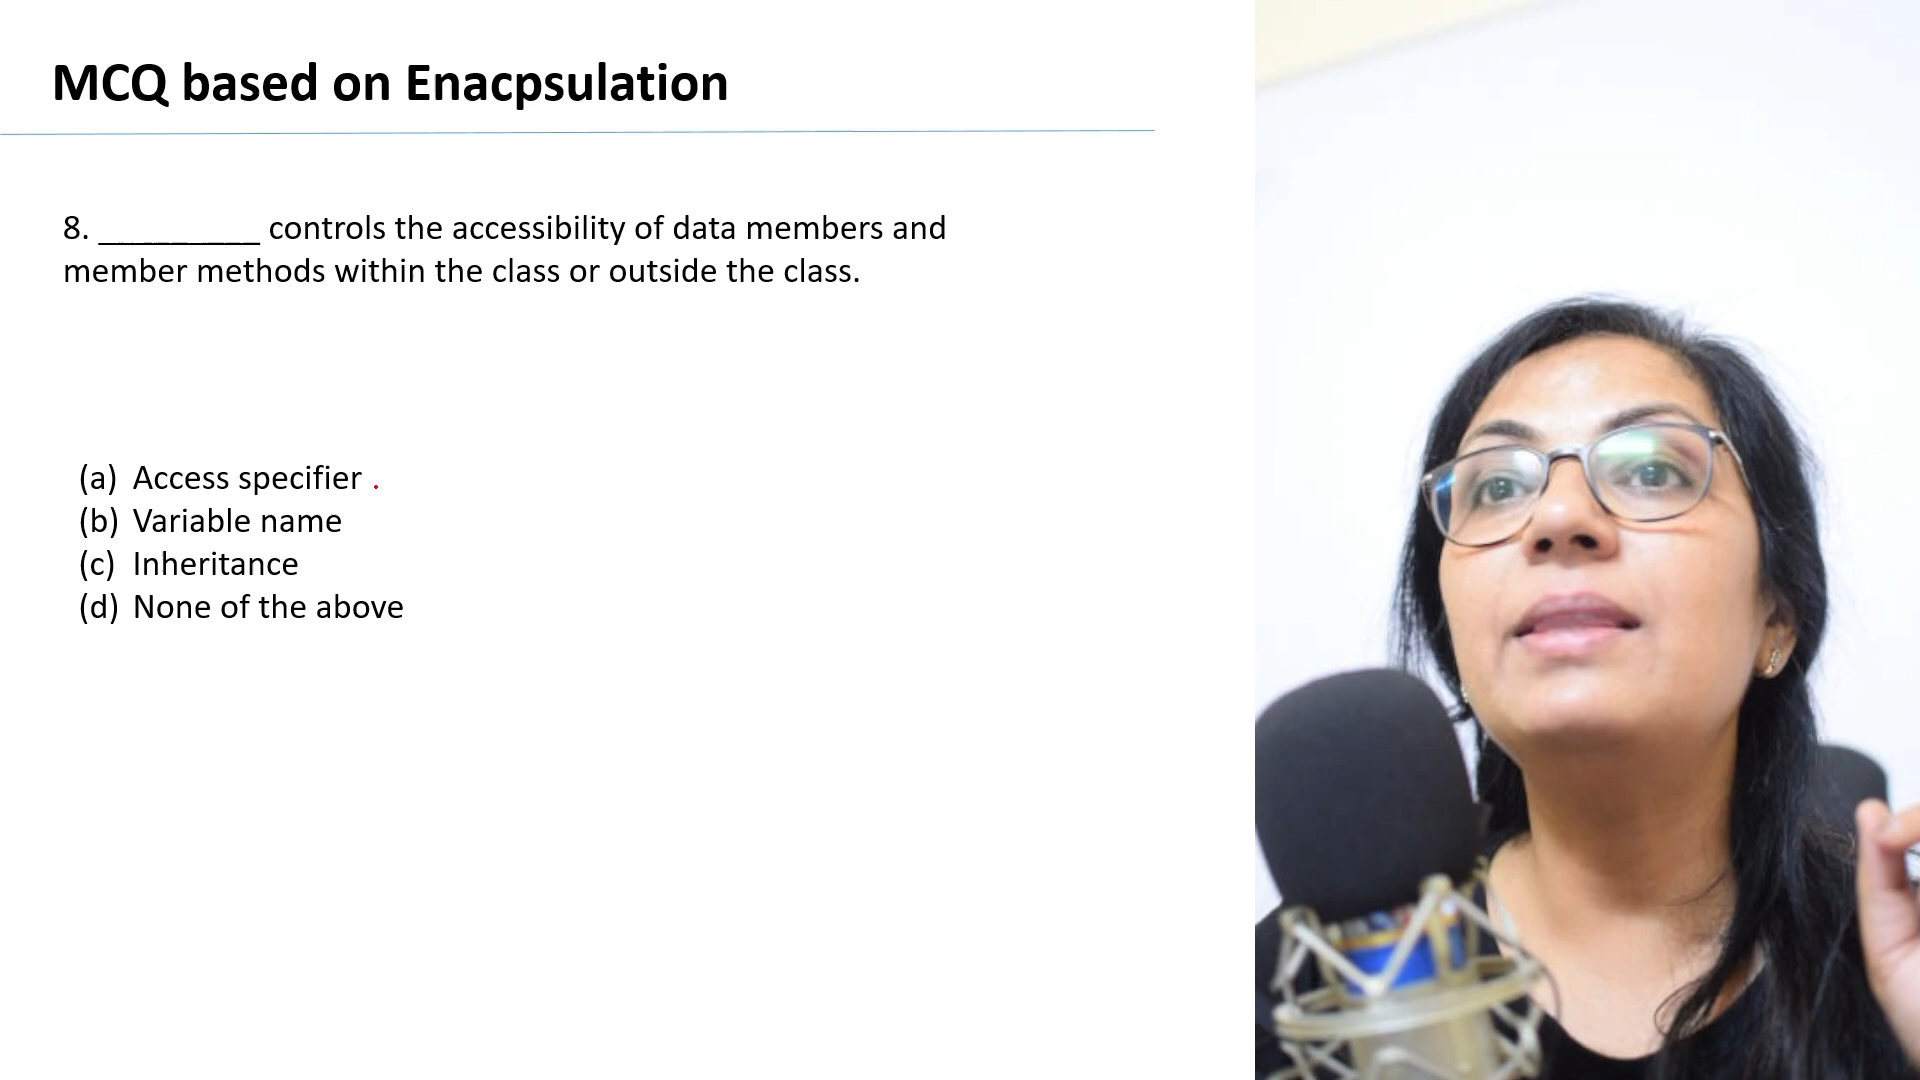 MCQ based on Enacpsulation
8. _________ controls the accessibility of data members and
member methods within the class or outside the class.
(a) Access specifier .
(b) Variable name
(c) Inheritance
(d) None of the above